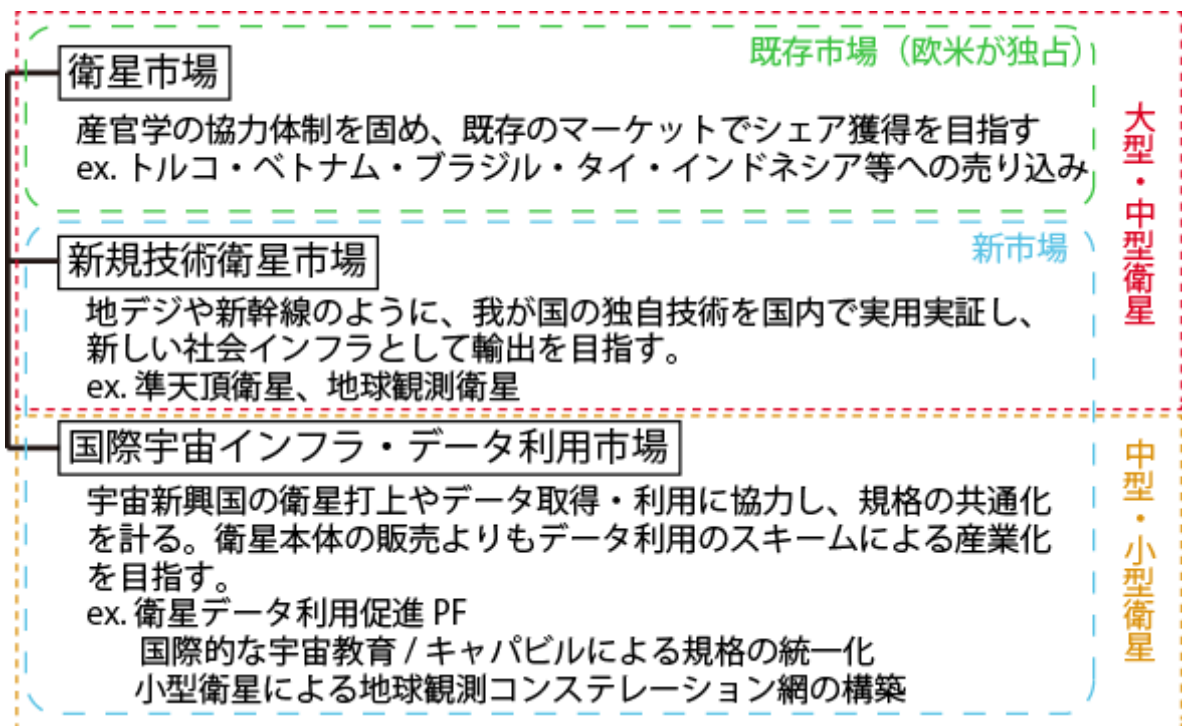 既存市場（欧米が独占）
衛星市場
産官学の協力体制を固め、既存のマーケットでシェア獲得を目指す
ex. トルコ・ベトナム・ブラジル・タイ・インドネシア等への売り込み
大型・中型衛星
新市場
新規技術衛星市場
地デジや新幹線のように、我が国の独自技術を国内で実用実証し、
新しい社会インフラとして輸出を目指す。
ex. 準天頂衛星、地球観測衛星
国際宇宙インフラ・データ利用市場
宇宙新興国の衛星打上やデータ取得・利用に協力し、規格の共通化
を計る。衛星本体の販売よりもデータ利用のスキームによる産業化
を目指す。
ex. 衛星データ利用促進 PF
国際的な宇宙教育 / キャパビルによる規格の統一化
小型衛星による地球観測コンステレーション網の構築
中型・小型衛星